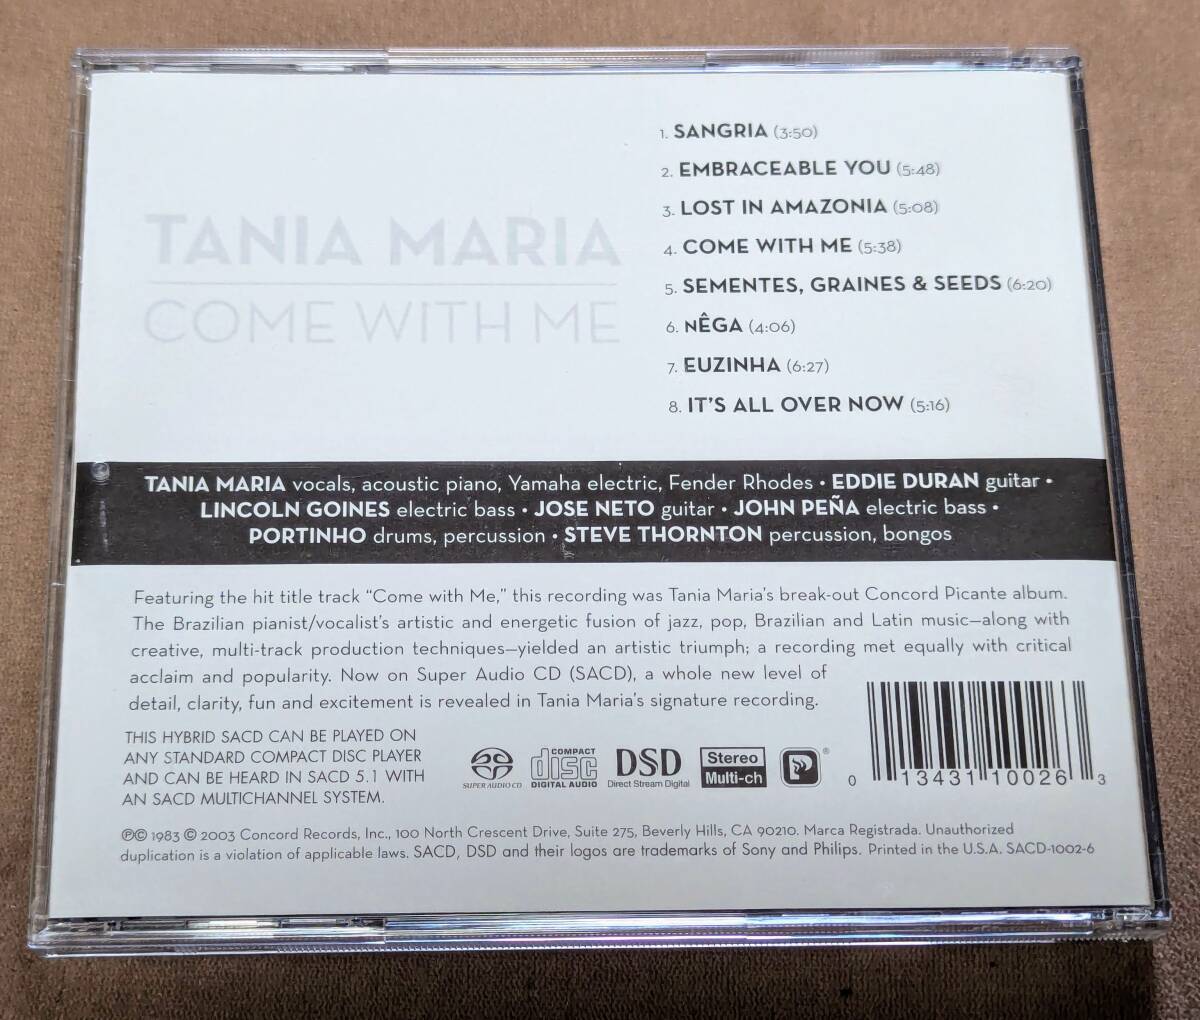 TANIA MARIA
COME WITH ME
1. SANGRIA (3:50)
2. EMBRACEABLE YOU (5:48)
3. LOST IN AMAZONIA (5:08)
4. COME WITH ME (5:38)
5. SEMENTES, GRAINES & SEEDS (6:20)
6. NÊGA (4:06)
7. EUZINHA (6:27)
8. IT'S ALL OVER NOW (5:16)
TANIA MARIA vocals, acoustic piano, Yamaha electric, Fender Rhodes • EDDIE DURAN guitar •
LINCOLN GOINES electric bass • JOSE NETO guitar • JOHN PEÑA electric bass •
PORTINHO drums, percussion • STEVE THORNTON percussion, bongos
Featuring the hit title track "Come with Me," this recording was Tania Maria's break-out Concord Picante album.
The Brazilian pianist/vocalist's artistic and energetic fusion of jazz, pop, Brazilian and Latin music—along with
creative, multi-track production techniques—yielded an artistic triumph; a recording met equally with critical
acclaim and popularity. Now on Super Audio CD (SACD), a whole new level of
detail, clarity, fun and excitement is revealed in Tania Maria's signature recording.
THIS HYBRID SACD CAN BE PLAYED ON
ANY STANDARD COMPACT DISC PLAYER
AND CAN BE HEARD IN SACD 5.1 WITH
AN SACD MULTICHANNEL SYSTEM.
SUPER AUDIO CD
COMPACT
disc
DIGITAL AUDIO
DSD
Direct Stream Digital
Stereo
Multi-ch
®
0 13431 10026 3
℗© 1983 © 2003 Concord Records, Inc., 100 North Crescent Drive, Suite 275, Beverly Hills, CA 90210. Marca Registrada. Unauthorized
duplication is a violation of applicable laws. SACD, DSD and their logos are trademarks of Sony and Philips. Printed in the U.S.A. SACD-1002-6